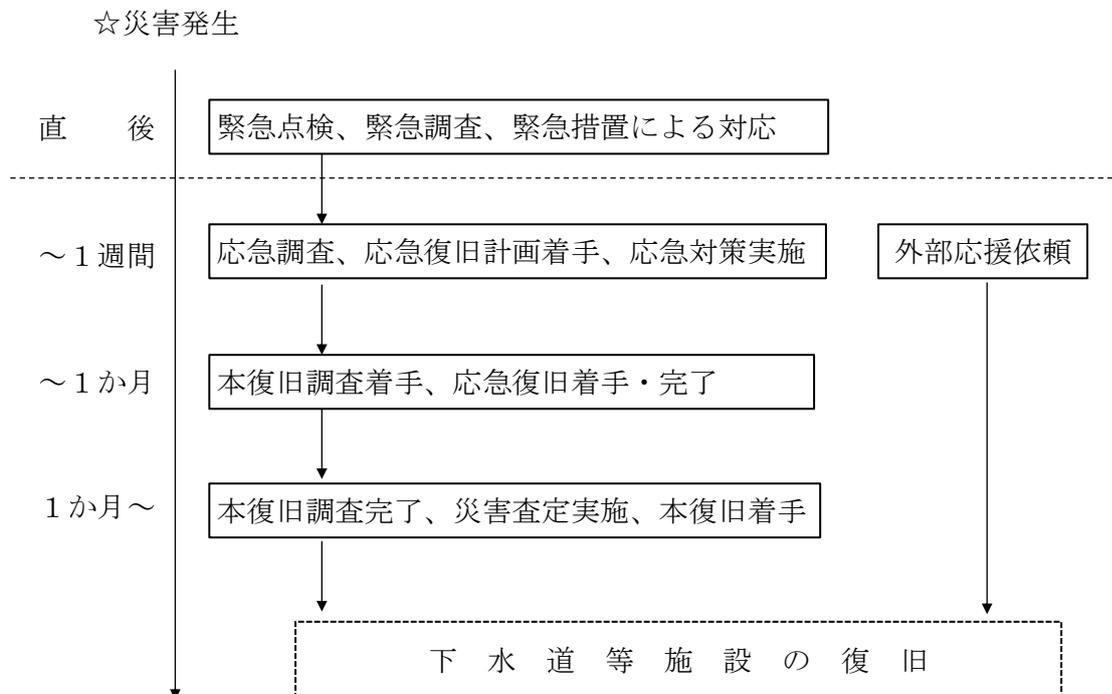 ☆災害発生
直　後
緊急点検、緊急調査、緊急措置による対応
～１週間
応急調査、応急復旧計画着手、応急対策実施
外部応援依頼
～１か月
本復旧調査着手、応急復旧着手・完了
１か月～
本復旧調査完了、災害査定実施、本復旧着手
下水道等施設の復旧